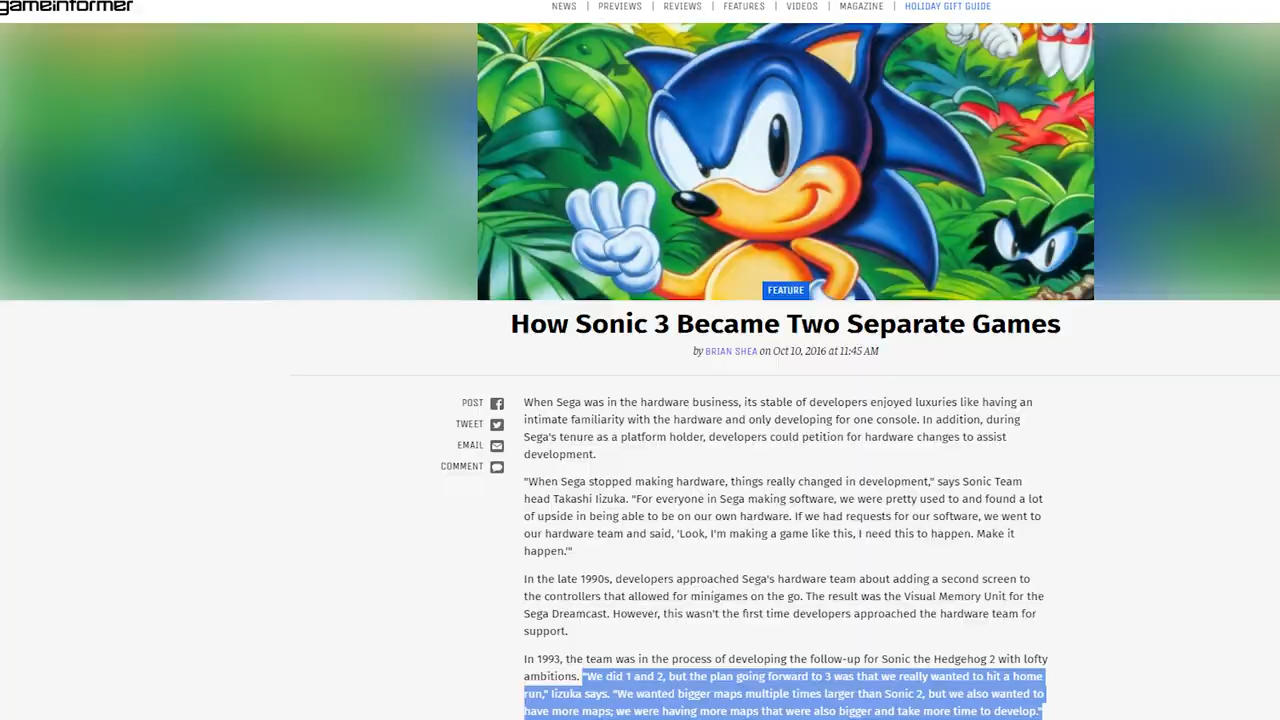 gameinformer
NEWS | PREVIEWS | REVIEWS | FEATURES | VIDEOS | MAGAZINE | HOLIDAY GIFT GUIDE
FEATURE
How Sonic 3 Became Two Separate Games
by BRIAN SHEA on Oct 10, 2016 at 11:45 AM
POST
TWEET
EMAIL
COMMENT
When Sega was in the hardware business, its stable of developers enjoyed luxuries like having an
intimate familiarity with the hardware and only developing for one console. In addition, during
Sega's tenure as a platform holder, developers could petition for hardware changes to assist
development.
"When Sega stopped making hardware, things really changed in development," says Sonic Team
head Takashi Iizuka. "For everyone in Sega making software, we were pretty used to and found a lot
of upside in being able to be on our own hardware. If we had requests for our software, we went to
our hardware team and said, 'Look, I'm making a game like this, I need this to happen. Make it
happen.'"
In the late 1990s, developers approached Sega's hardware team about adding a second screen to
the controllers that allowed for minigames on the go. The result was the Visual Memory Unit for the
Sega Dreamcast. However, this wasn't the first time developers approached the hardware team for
support.
In 1993, the team was in the process of developing the follow-up for Sonic the Hedgehog 2 with lofty
ambitions. "We did 1 and 2, but the plan going forward to 3 was that we really wanted to hit a home
run," Iizuka says. "We wanted bigger maps multiple times larger than Sonic 2, but we also wanted to
have more maps; we were having more maps that were also bigger and take more time to develop."